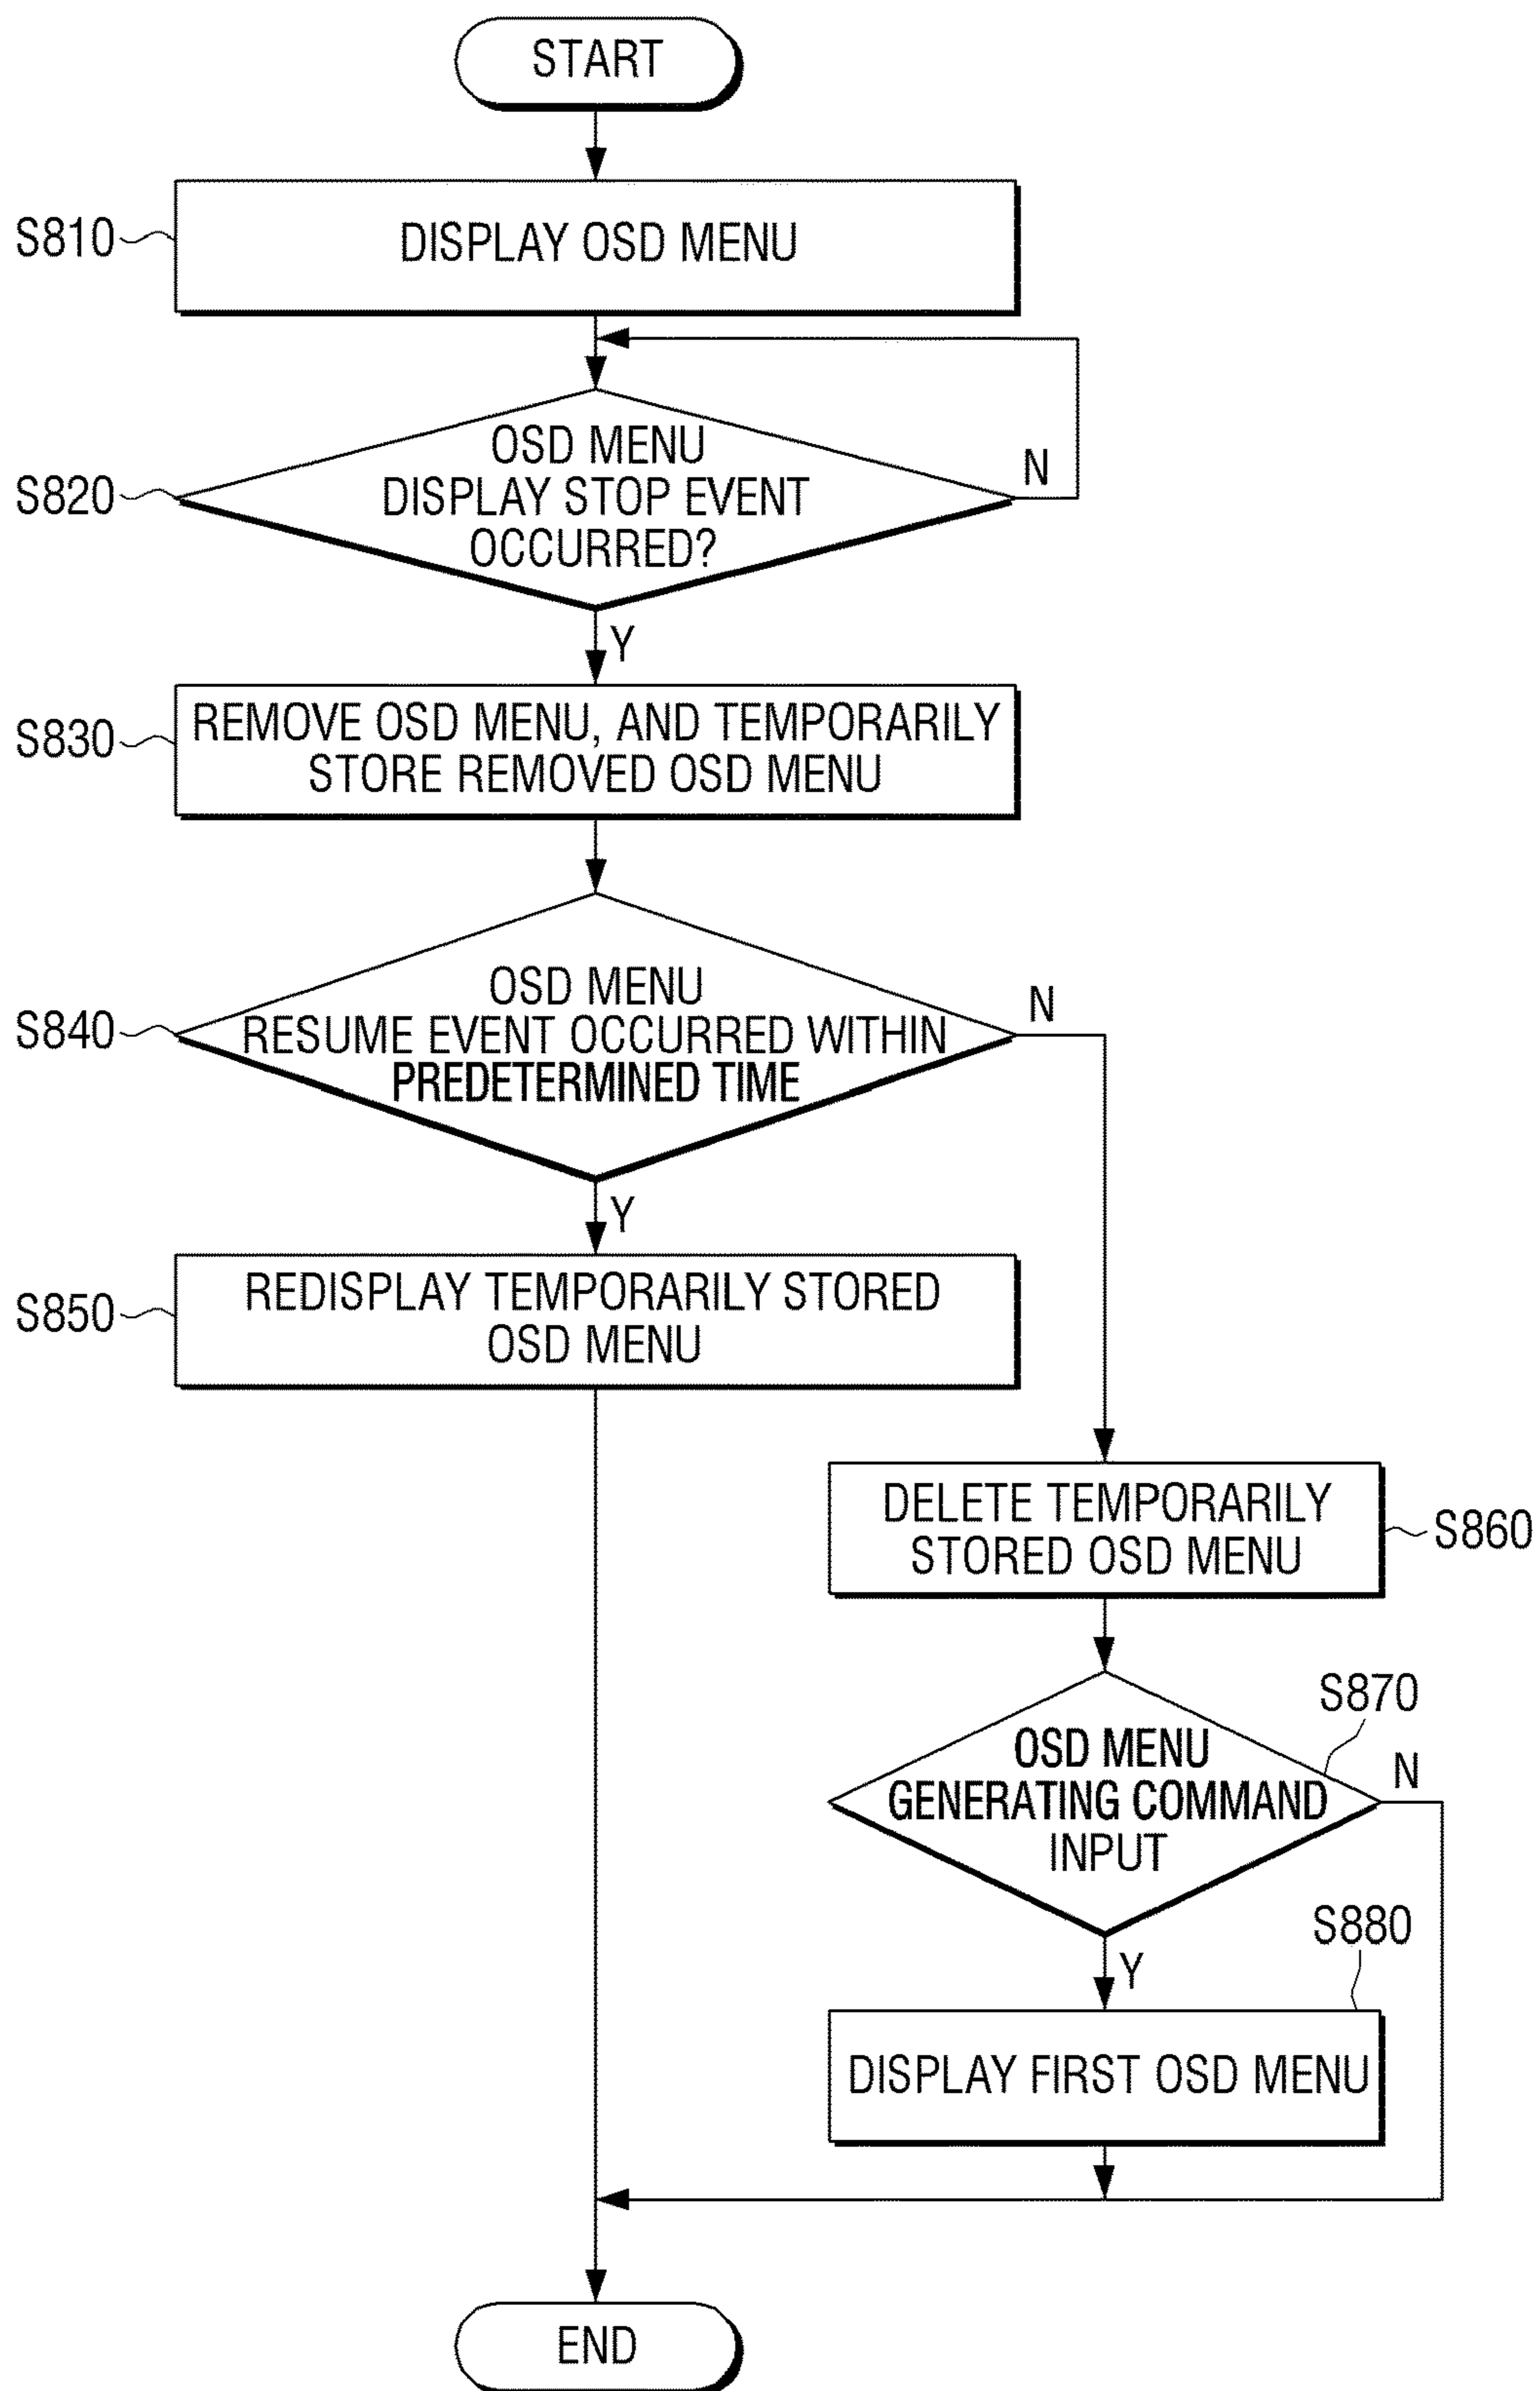 START
S810
DISPLAY OSD MENU
S820
OSD MENU
DISPLAY STOP EVENT
OCCURRED?
N
Y
S830
REMOVE OSD MENU, AND TEMPORARILY
STORE REMOVED OSD MENU
S840
OSD MENU
RESUME EVENT OCCURRED WITHIN
PREDETERMINED TIME
N
Y
S850
REDISPLAY TEMPORARILY STORED
OSD MENU
DELETE TEMPORARILY
STORED OSD MENU
S860
S870
OSD MENU
GENERATING COMMAND
INPUT
N
Y
S880
DISPLAY FIRST OSD MENU
END